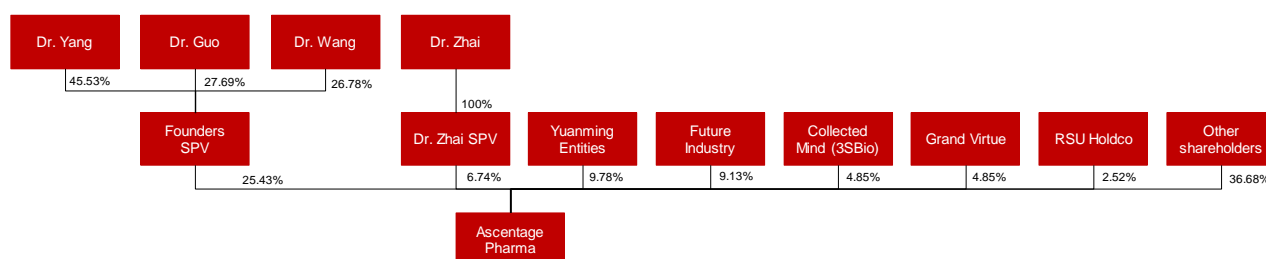 Dr. Yang
Dr. Guo
Dr. Wang
Dr. Zhai
45.53%
27.69%
26.78%
100%
Founders
SPV
Dr. Zhai SPV
Yuanming
Entities
Future
Industry
Collected
Mind (3SBio)
Grand Virtue
RSU Holdco
Other
shareholders
25.43%
6.74%
9.78%
9.13%
4.85%
4.85%
2.52%
36.68%
Ascentage
Pharma